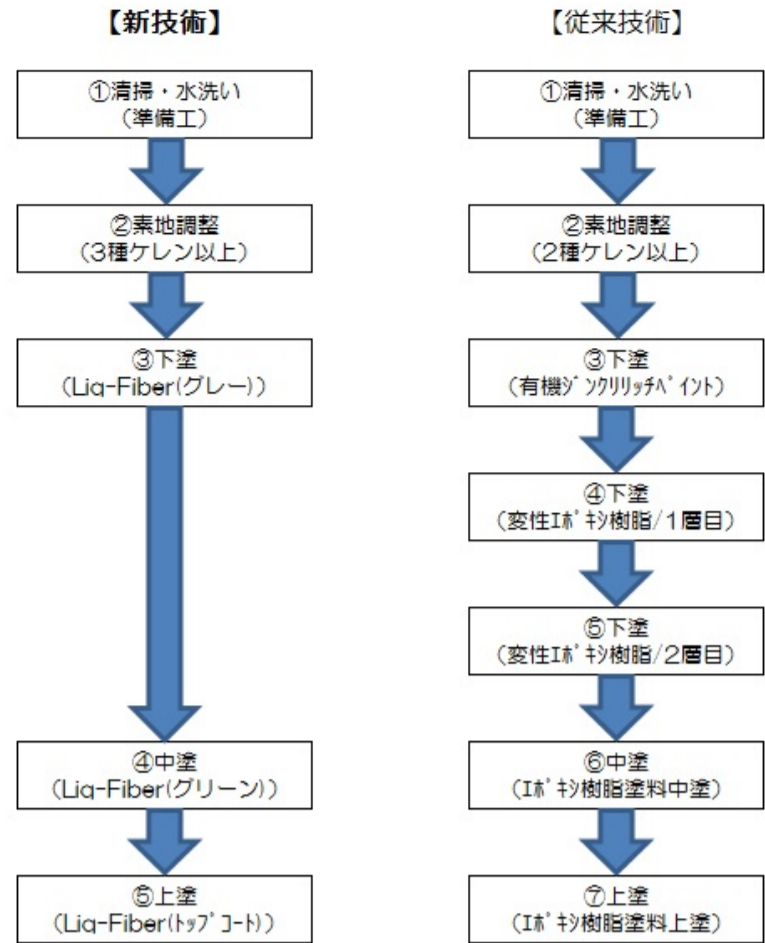 【新技術】
①清掃・水洗い
（準備工）
②素地調整
（3種ケレン以上）
③下塗
（Liq-Fiber(グレー)）
④中塗
（Liq-Fiber(グリーン)）
⑤上塗
（Liq-Fiber(ﾄｯﾌﾟｺｰﾄ)）
【従来技術】
①清掃・水洗い
（準備工）
②素地調整
（2種ケレン以上）
③下塗
（有機ｼﾞﾝｸﾘﾘｯﾁﾍﾟｲﾝﾄ）
④下塗
（変性ｴﾎﾟｷｼ樹脂/1層目）
⑤下塗
（変性ｴﾎﾟｷｼ樹脂/2層目）
⑥中塗
（ｴﾎﾟｷｼ樹脂塗料中塗）
⑦上塗
（ｴﾎﾟｷｼ樹脂塗料上塗）